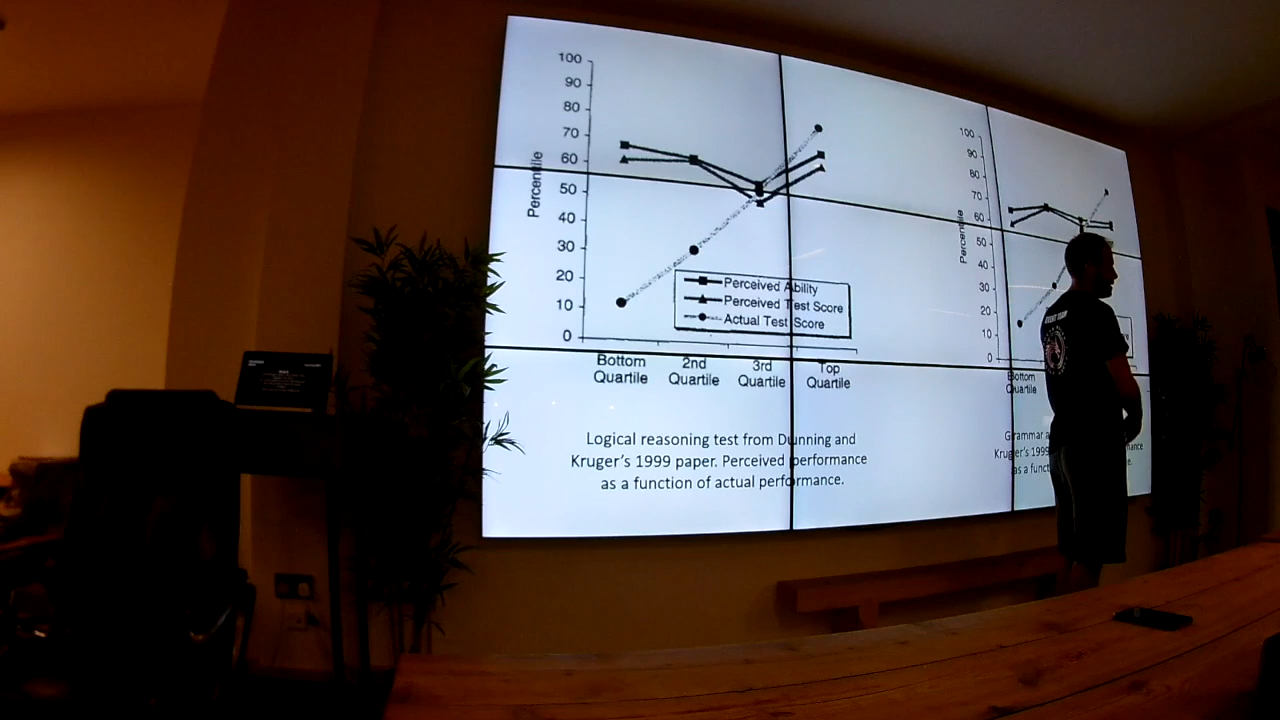 100
90
80
70
60
50
40
30
20
10
0
Percentile
Perceived Ability
Perceived Test Score
Actual Test Score
Bottom Quartile
2nd Quartile
3rd Quartile
Top Quartile
Logical reasoning test from Dunning and
Kruger's 1999 paper. Perceived performance
as a function of actual performance.
100
90
80
70
60
50
40
30
20
10
0
Percentile
Bottom
Quartile
Grammar
Kruger's 1999
as a